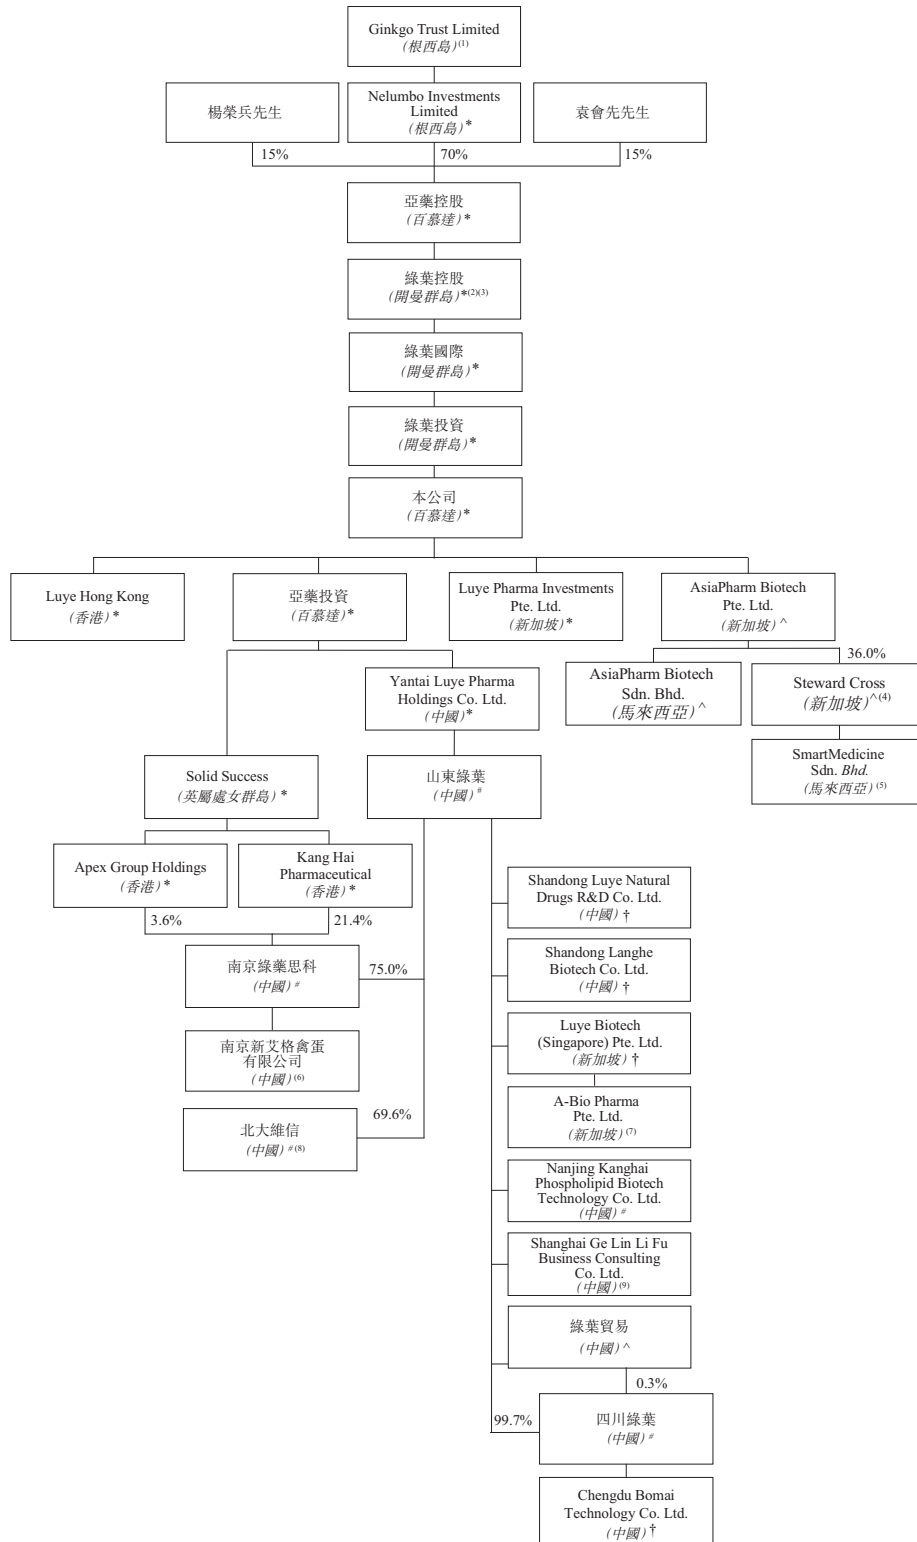 Ginkgo Trust Limited
(根西島)(1)
楊榮兵先生
Nelumbo Investments
Limited
(根西島)*
袁會先先生
15%
70%
15%
亞藥控股
(百慕達)*
綠葉控股
(開曼群島)*(2)(3)
綠葉國際
(開曼群島)*
綠葉投資
(開曼群島)*
本公司
(百慕達)*
Luye Hong Kong
(香港)*
亞藥投資
(百慕達)*
Luye Pharma Investments
Pte. Ltd.
(新加坡)*
AsiaPharm Biotech
Pte. Ltd.
(新加坡)^
36.0%
Yantai Luye Pharma
Holdings Co. Ltd.
(中國)*
AsiaPharm Biotech
Sdn. Bhd.
(馬來西亞)^
Steward Cross
(新加坡)^(4)
SmartMedicine
Sdn. Bhd.
(馬來西亞)(5)
Solid Success
(英屬處女群島)*
山東綠葉
(中國)#
Apex Group Holdings
(香港)*
Kang Hai
Pharmaceutical
(香港)*
3.6%
21.4%
南京綠藥思科
(中國)#
75.0%
南京新艾格禽蛋
有限公司
(中國)(6)
北大維信
(中國)#(8)
69.6%
Shandong Luye Natural
Drugs R&D Co. Ltd.
(中國)†
Shandong Langhe
Biotech Co. Ltd.
(中國)†
Luye Biotech
(Singapore) Pte. Ltd.
(新加坡)†
A-Bio Pharma
Pte. Ltd.
(新加坡)(7)
Nanjing Kanghai
Phospholipid Biotech
Technology Co. Ltd.
(中國)#
Shanghai Ge Lin Li Fu
Business Consulting
Co. Ltd.
(中國)(9)
綠葉貿易
(中國)^
0.3%
99.7%
四川綠葉
(中國)#
Chengdu Bomai
Technology Co. Ltd.
(中國)†